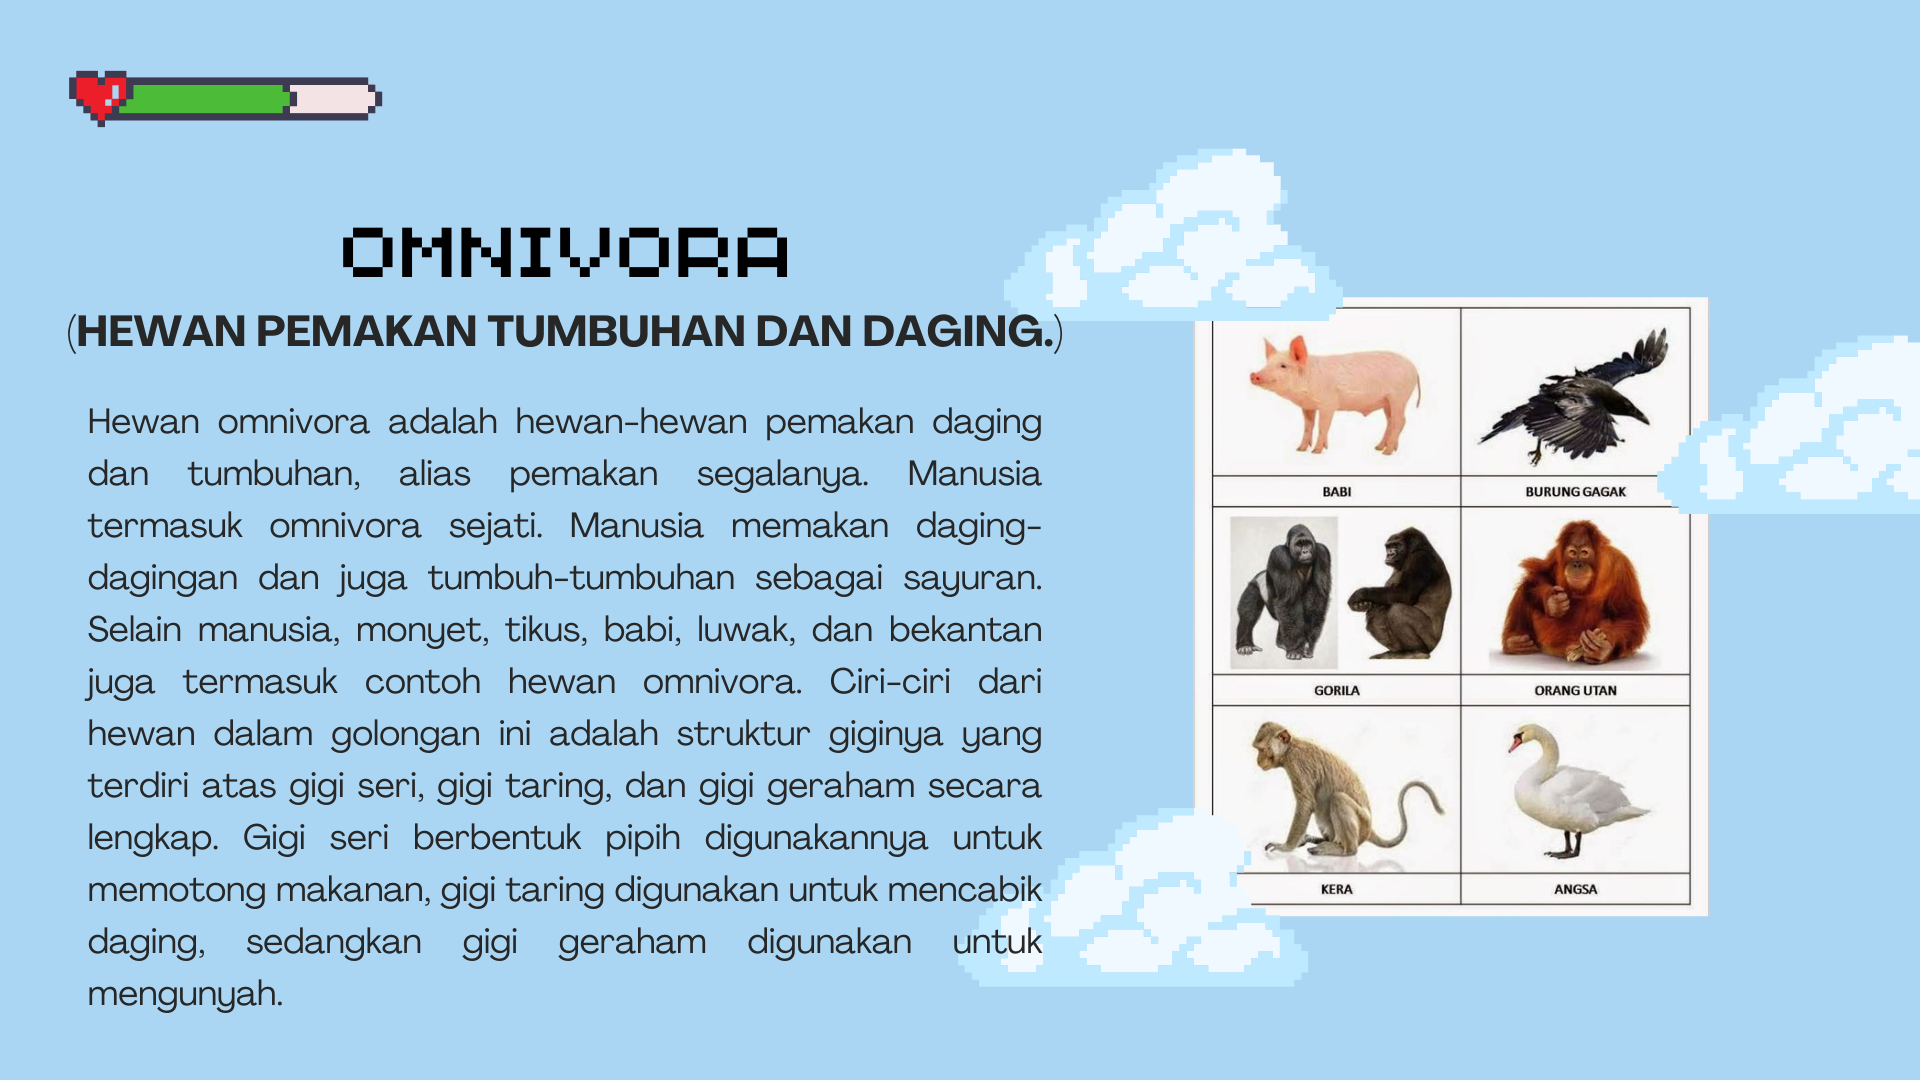 OMNIVORA
(HEWAN PEMAKAN TUMBUHAN DAN DAGING.)
Hewan omnivora adalah hewan-hewan pemakan daging
dan tumbuhan, alias pemakan segalanya. Manusia
termasuk omnivora sejati. Manusia memakan daging-
dagingan dan juga tumbuh-tumbuhan sebagai sayuran.
Selain manusia, monyet, tikus, babi, luwak, dan bekantan
juga termasuk contoh hewan omnivora. Ciri-ciri dari
hewan dalam golongan ini adalah struktur giginya yang
terdiri atas gigi seri, gigi taring, dan gigi geraham secara
lengkap. Gigi seri berbentuk pipih digunakannya untuk
memotong makanan, gigi taring digunakan untuk mencabik
daging, sedangkan gigi geraham digunakan untuk
mengunyah.
BABI
BURUNG GAGAK
GORILA
ORANG UTAN
KERA
ANGSA